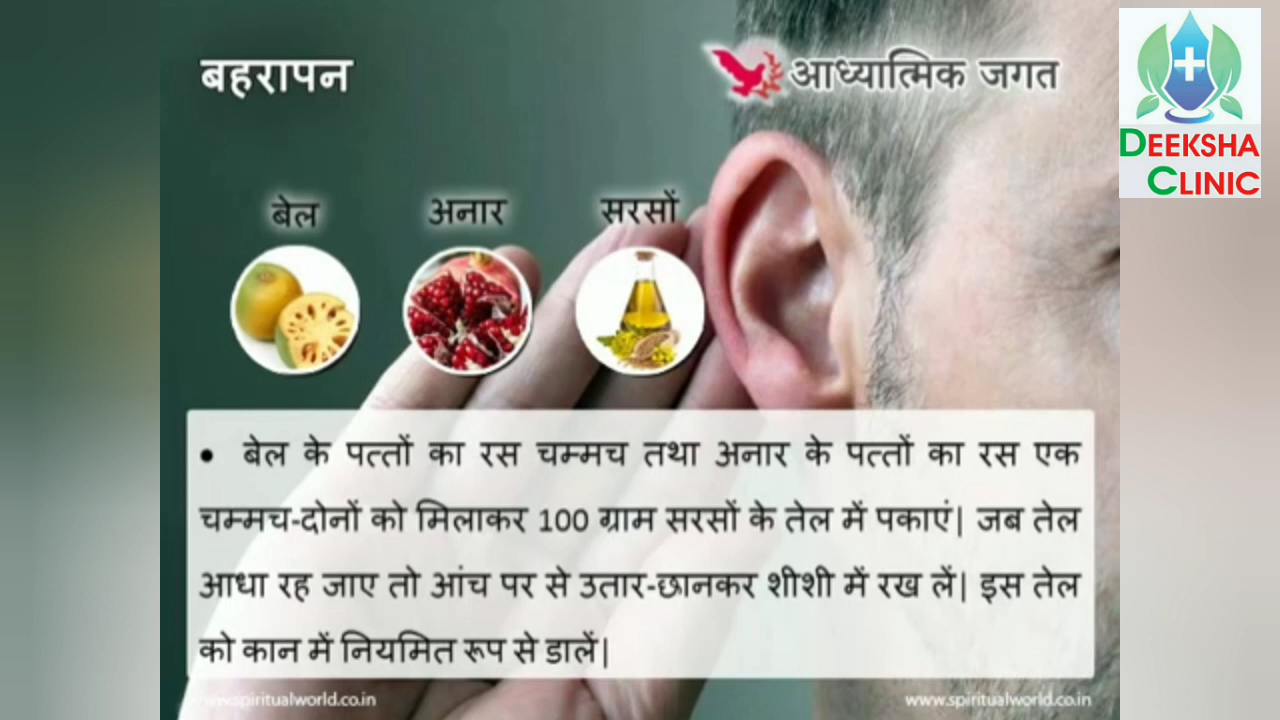 बहरापन
आध्यात्मिक जगत
DEEKSHA
CLINIC
बेल
अनार
सरसों
• बेल के पत्तों का रस चम्मच तथा अनार के पत्तों का रस एक
चम्मच-दोनों को मिलाकर 100 ग्राम सरसों के तेल में पकाएं| जब तेल
आधा रह जाए तो आंच पर से उतार-छानकर शीशी में रख लें| इस तेल
को कान में नियमित रूप से डालें|
www.spiritualworld.co.in
www.spiritualworld.co.in